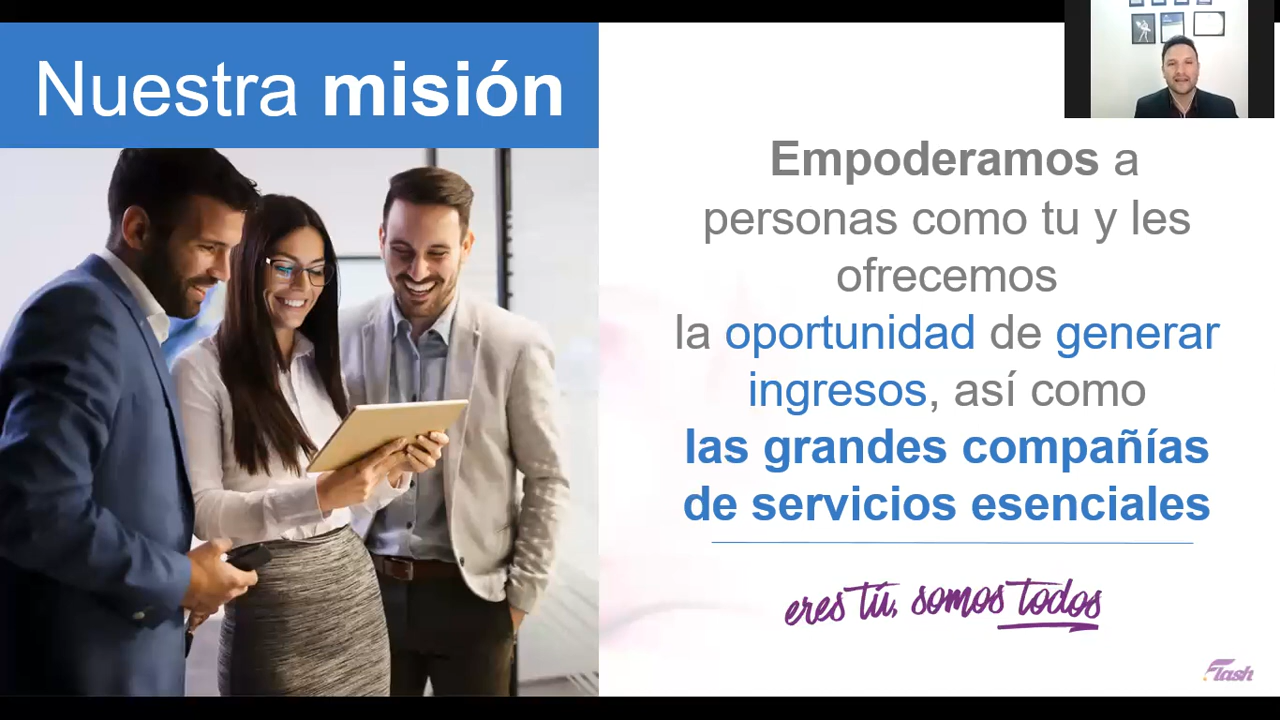 Nuestra misión
Empoderamos a
personas como tu y les
ofrecemos
la oportunidad de generar
ingresos, así como
las grandes compañías
de servicios esenciales
eres tú, somos todos
Flash